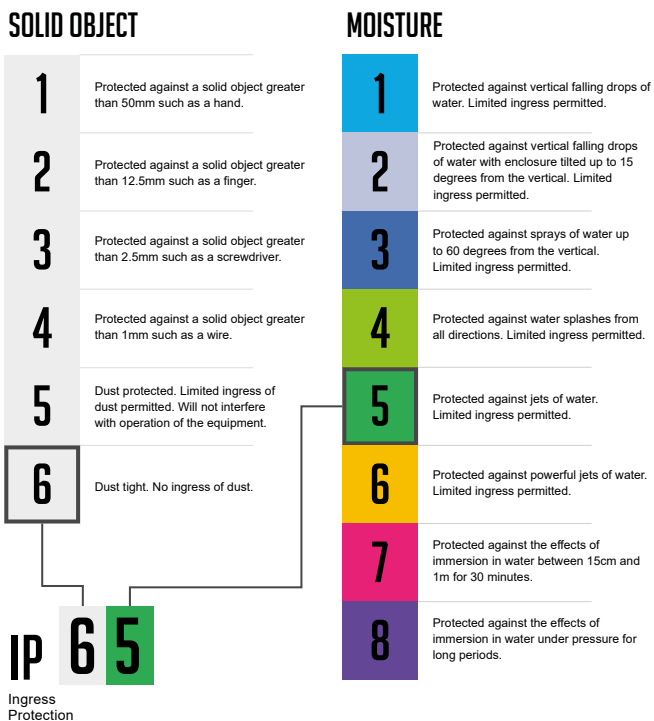 SOLID OBJECT
1
Protected against a solid object greater
than 50mm such as a hand.
2
Protected against a solid object greater
than 12.5mm such as a finger.
3
Protected against a solid object greater
than 2.5mm such as a screwdriver.
4
Protected against a solid object greater
than 1mm such as a wire.
5
Dust protected. Limited ingress of
dust permitted. Will not interfere
with operation of the equipment.
6
Dust tight. No ingress of dust.
MOISTURE
1
Protected against vertical falling drops of
water. Limited ingress permitted.
2
Protected against vertical falling drops
of water with enclosure tilted up to 15
degrees from the vertical. Limited
ingress permitted.
3
Protected against sprays of water up
to 60 degrees from the vertical.
Limited ingress permitted.
4
Protected against water splashes from
all directions. Limited ingress permitted.
5
Protected against jets of water.
Limited ingress permitted.
6
Protected against powerful jets of water.
Limited ingress permitted.
7
Protected against the effects of
immersion in water between 15cm and
1m for 30 minutes.
8
Protected against the effects of
immersion in water under pressure for
long periods.
IP 65
Ingress
Protection